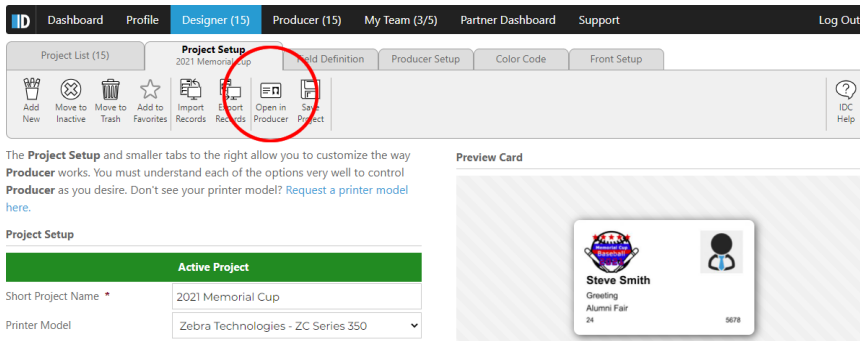 ID Dashboard Profile Designer (15) Producer (15) My Team (3/5) Partner Dashboard Support Log Out
Project List (15) Project Setup Field Definition Producer Setup Color Code Front Setup
2021 Memorial Cup
Add New Move to Inactive Move to Trash Add to Favorites Import Records Export Records Open in Producer Save Project IDC Help
The Project Setup and smaller tabs to the right allow you to customize the way
Producer works. You must understand each of the options very well to control
Producer as you desire. Don't see your printer model? Request a printer model
here.
Project Setup
Active Project
Short Project Name * 2021 Memorial Cup
Printer Model Zebra Technologies - ZC Series 350
Preview Card
Memorial Cup
Baseball
Steve Smith
Greeting
Alumni Fair
24 5678